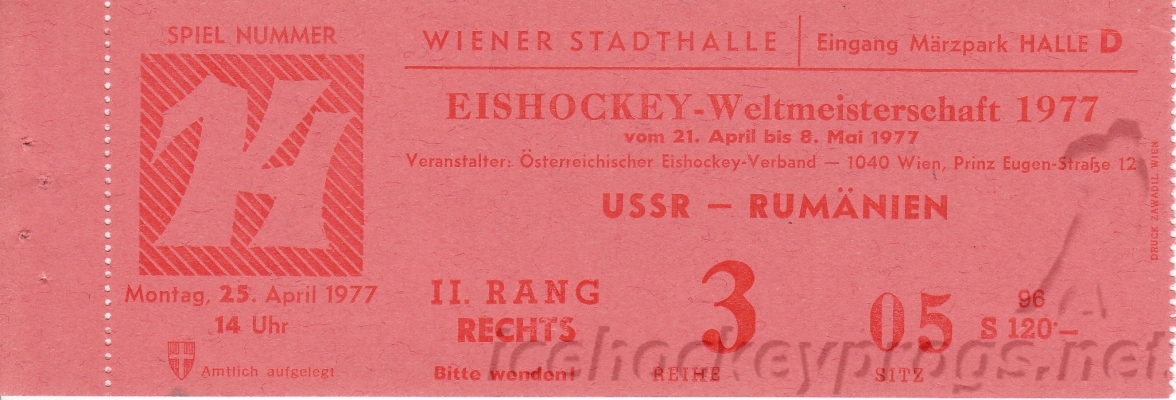 SPIEL NUMMER
14
Montag, 25. April 1977
14 Uhr
Amtlich aufgelegt
WIENER STADTHALLE | Eingang Märzpark HALLE D
EISHOCKEY-Weltmeisterschaft 1977
vom 21. April bis 8. Mai 1977
Veranstalter: Österreichischer Eishockey-Verband — 1040 Wien, Prinz Eugen-Straße 12
USSR — RUMÄNIEN
II. RANG
RECHTS
Bitte wenden!
3
REIHE
05
SITZ
96
S 120·—
DRUCK ZAWADIL WIEN
icehockeyprogs.net